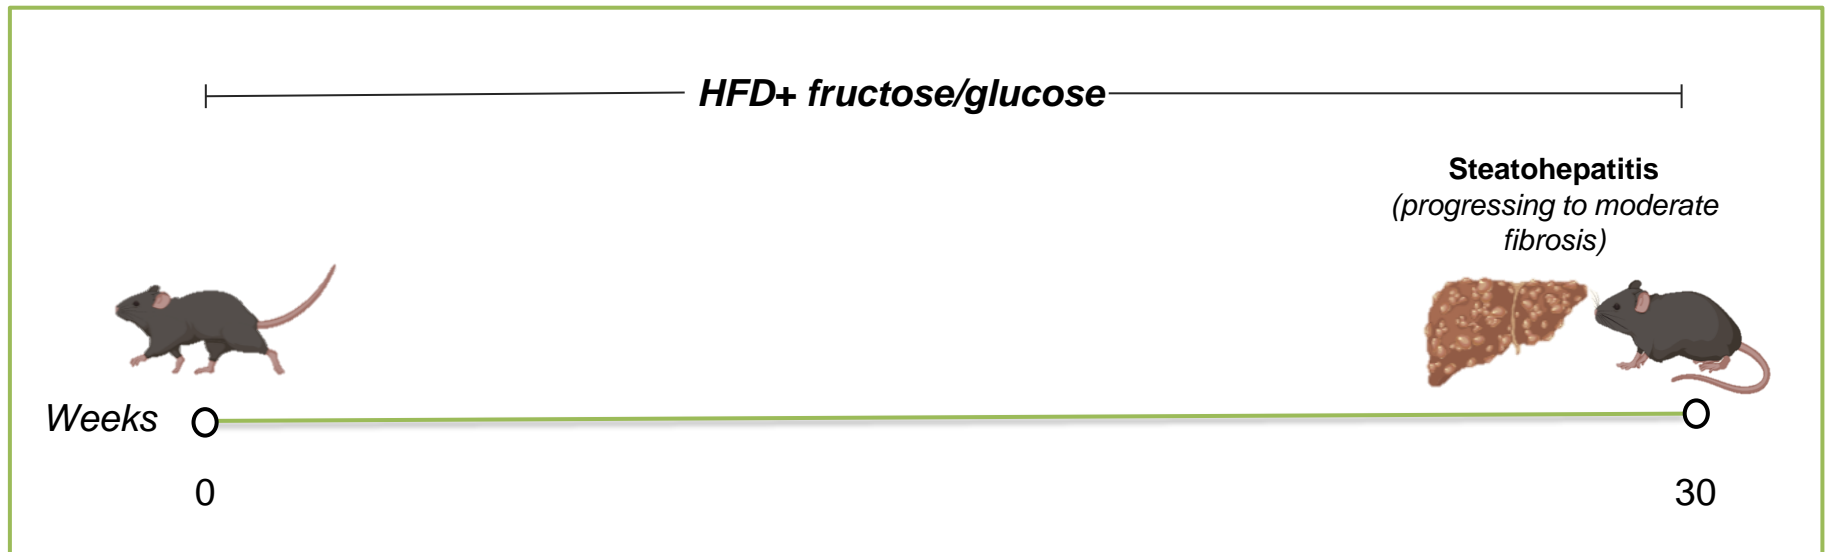 HFD+ fructose/glucose
Steatohepatitis
(progressing to moderate
fibrosis)
Weeks
0
30